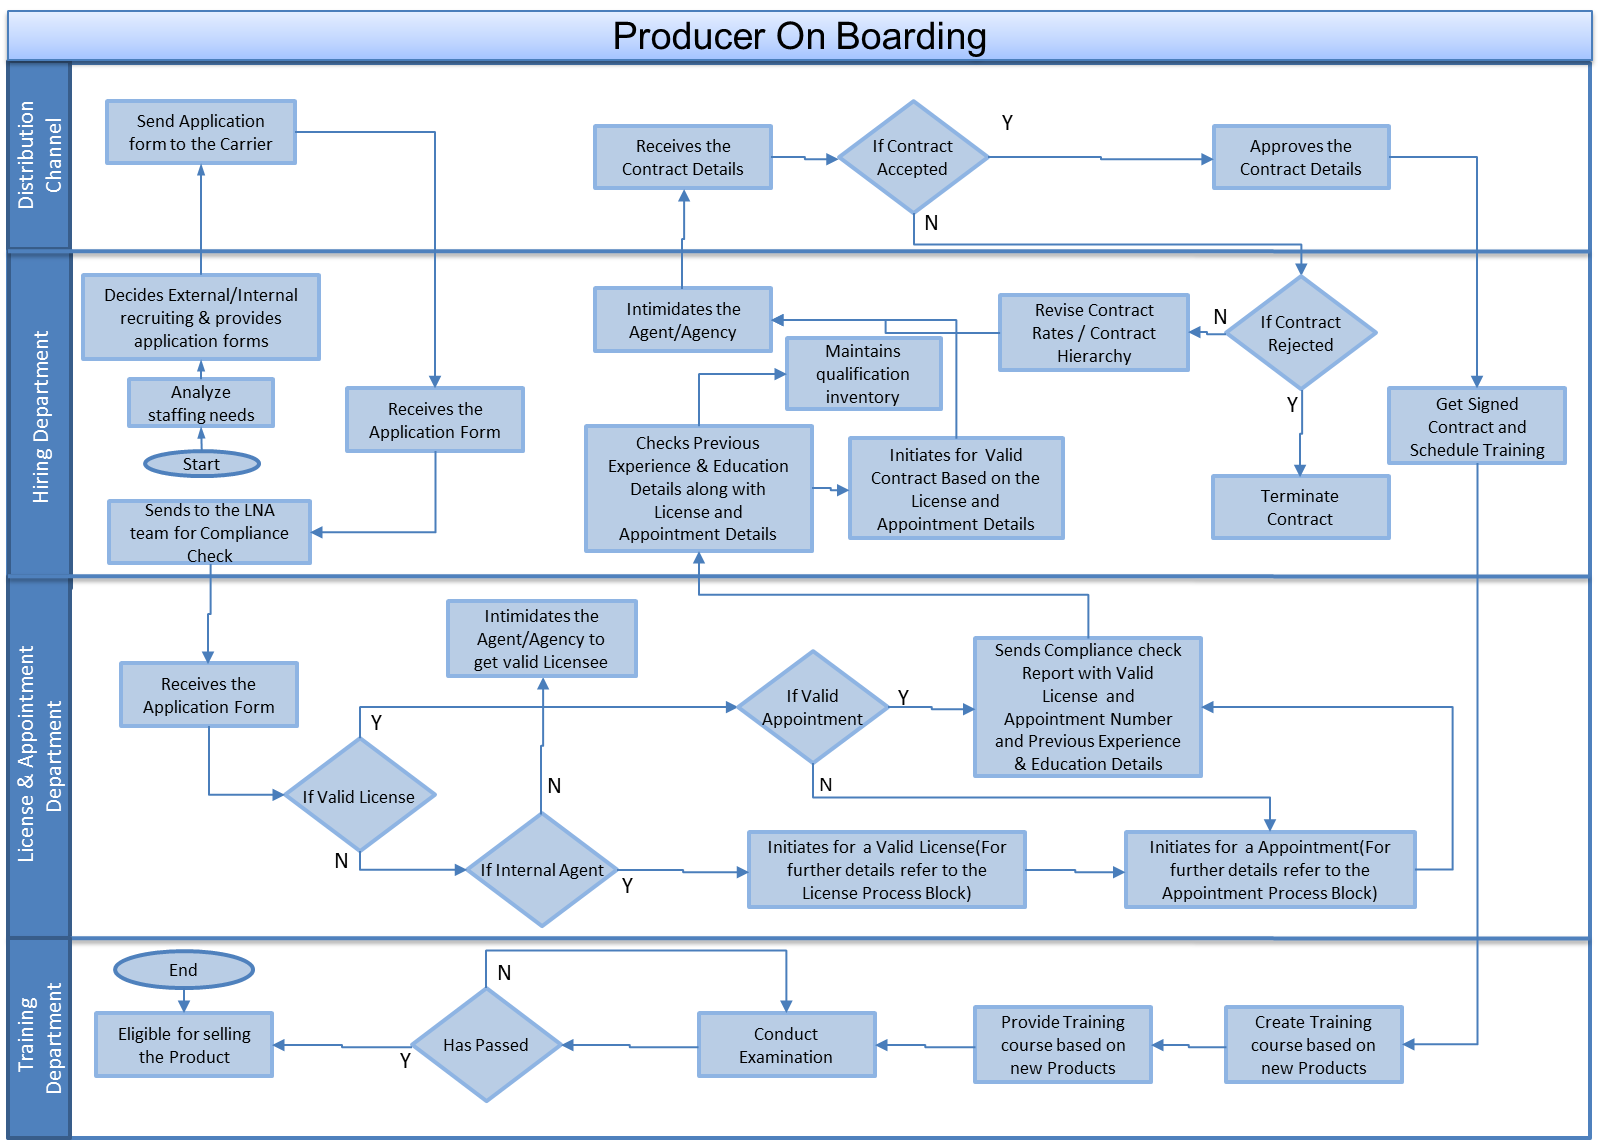 Producer On Boarding
Distribution
Channel
Send Application
form to the Carrier
Receives the
Contract Details
If Contract
Accepted
Y
N
Approves the
Contract Details
Hiring Department
Decides External/Internal
recruiting & provides
application forms
Analyze
staffing needs
Start
Receives the
Application Form
Sends to the LNA
team for Compliance
Check
Intimidates the
Agent/Agency
Maintains
qualification
inventory
Checks Previous
Experience & Education
Details along with
License and
Appointment Details
Initiates for Valid
Contract Based on the
License and
Appointment Details
Revise Contract
Rates / Contract
Hierarchy
N
If Contract
Rejected
Y
Terminate
Contract
Get Signed
Contract and
Schedule Training
License & Appointment
Department
Receives the
Application Form
If Valid License
Y
N
Intimidates the
Agent/Agency to
get valid Licensee
N
If Internal Agent
Y
If Valid
Appointment
Y
N
Sends Compliance check
Report with Valid
License and
Appointment Number
and Previous Experience
& Education Details
Initiates for a Valid License(For
further details refer to the
License Process Block)
Initiates for a Appointment(For
further details refer to the
Appointment Process Block)
Training
Department
End
Eligible for selling
the Product
Y
Has Passed
N
Conduct
Examination
Provide Training
course based on
new Products
Create Training
course based on
new Products